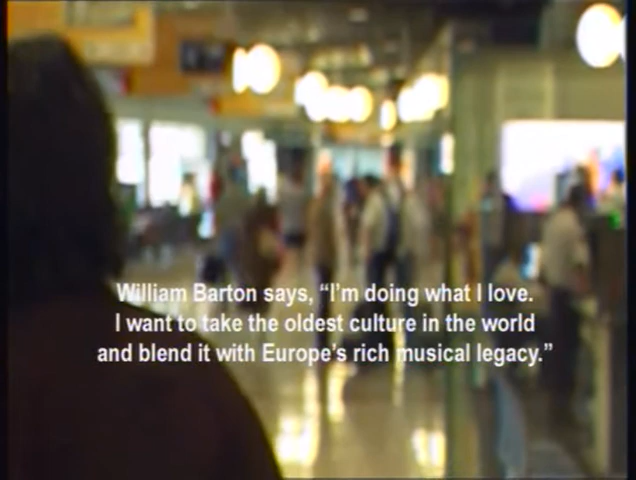 William Barton says, “I’m doing what I love.
I want to take the oldest culture in the world
and blend it with Europe’s rich musical legacy.”